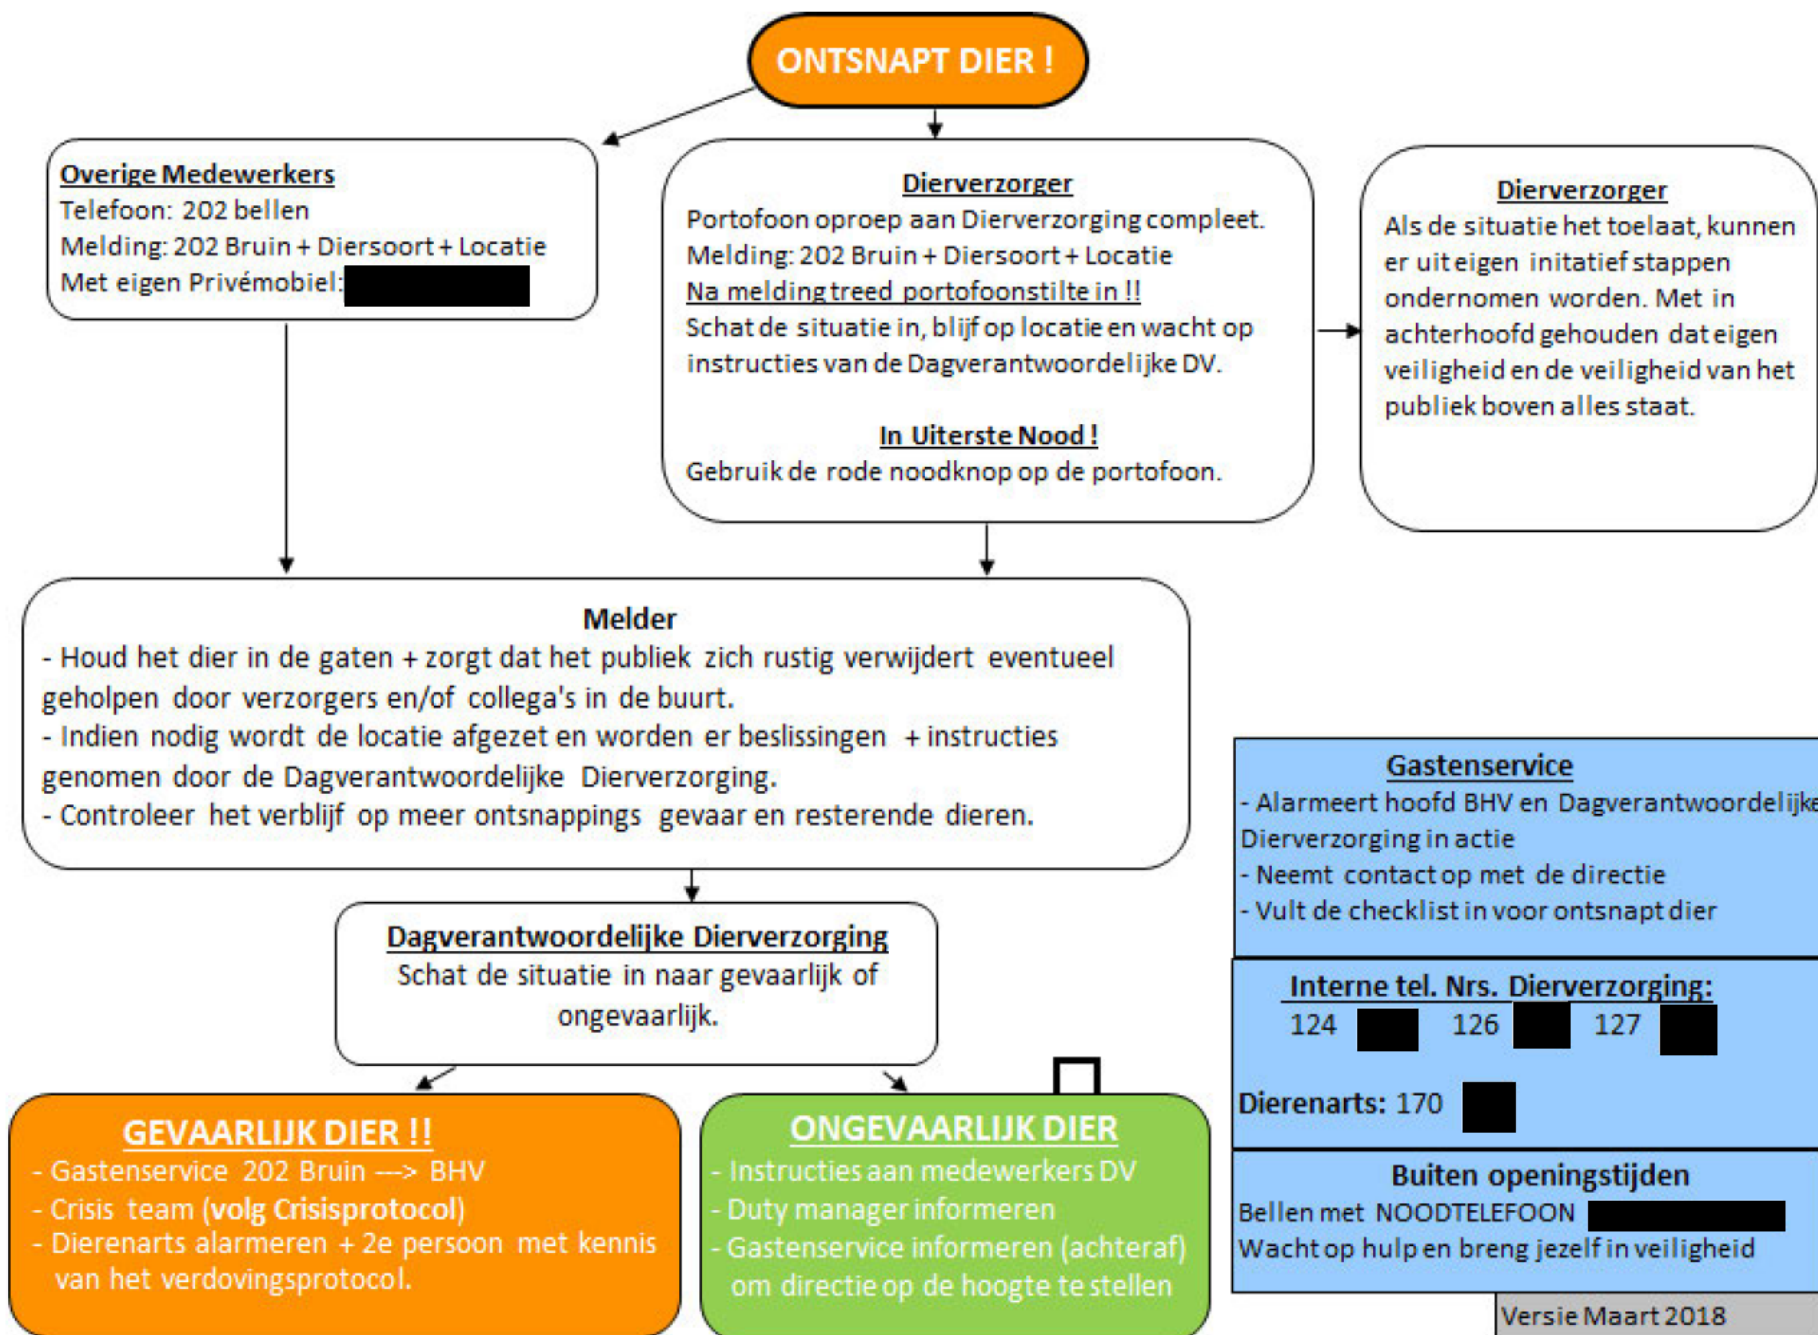 ONTSNAPT DIER !
Overige Medewerkers
Telefoon: 202 bellen
Melding: 202 Bruin + Diersoort + Locatie
Met eigen Privémobiel:
Dierverzorger
Portofoon oproep aan Dierverzorging compleet.
Melding: 202 Bruin + Diersoort + Locatie
Na melding treed portofoonstilte in !!
Schat de situatie in, blijf op locatie en wacht op
instructies van de Dagverantwoordelijke DV.
In Uiterste Nood !
Gebruik de rode noodknop op de portofoon.
Dierverzorger
Als de situatie het toelaat, kunnen
er uit eigen initatief stappen
ondernomen worden. Met in
achterhoofd gehouden dat eigen
veiligheid en de veiligheid van het
publiek boven alles staat.
Melder
- Houd het dier in de gaten + zorgt dat het publiek zich rustig verwijdert eventueel
geholpen door verzorgers en/of collega's in de buurt.
- Indien nodig wordt de locatie afgezet en worden er beslissingen + instructies
genomen door de Dagverantwoordelijke Dierverzorging.
- Controleer het verblijf op meer ontsnappings gevaar en resterende dieren.
Dagverantwoordelijke Dierverzorging
Schat de situatie in naar gevaarlijk of
ongevaarlijk.
GEVAARLIJK DIER !!
- Gastenservice 202 Bruin ---> BHV
- Crisis team (volg Crisisprotocol)
- Dierenarts alarmeren + 2e persoon met kennis
van het verdovingsprotocol.
ONGEVAARLIJK DIER
- Instructies aan medewerkers DV
- Duty manager informeren
- Gastenservice informeren (achteraf)
om directie op de hoogte te stellen
Gastenservice
- Alarmeert hoofd BHV en Dagverantwoordelijke
Dierverzorging in actie
- Neemt contact op met de directie
- Vult de checklist in voor ontsnapt dier
Interne tel. Nrs. Dierverzorging:
124 126 127
Dierenarts: 170
Buiten openingstijden
Bellen met NOODTELEFOON
Wacht op hulp en breng jezelf in veiligheid
Versie Maart 2018